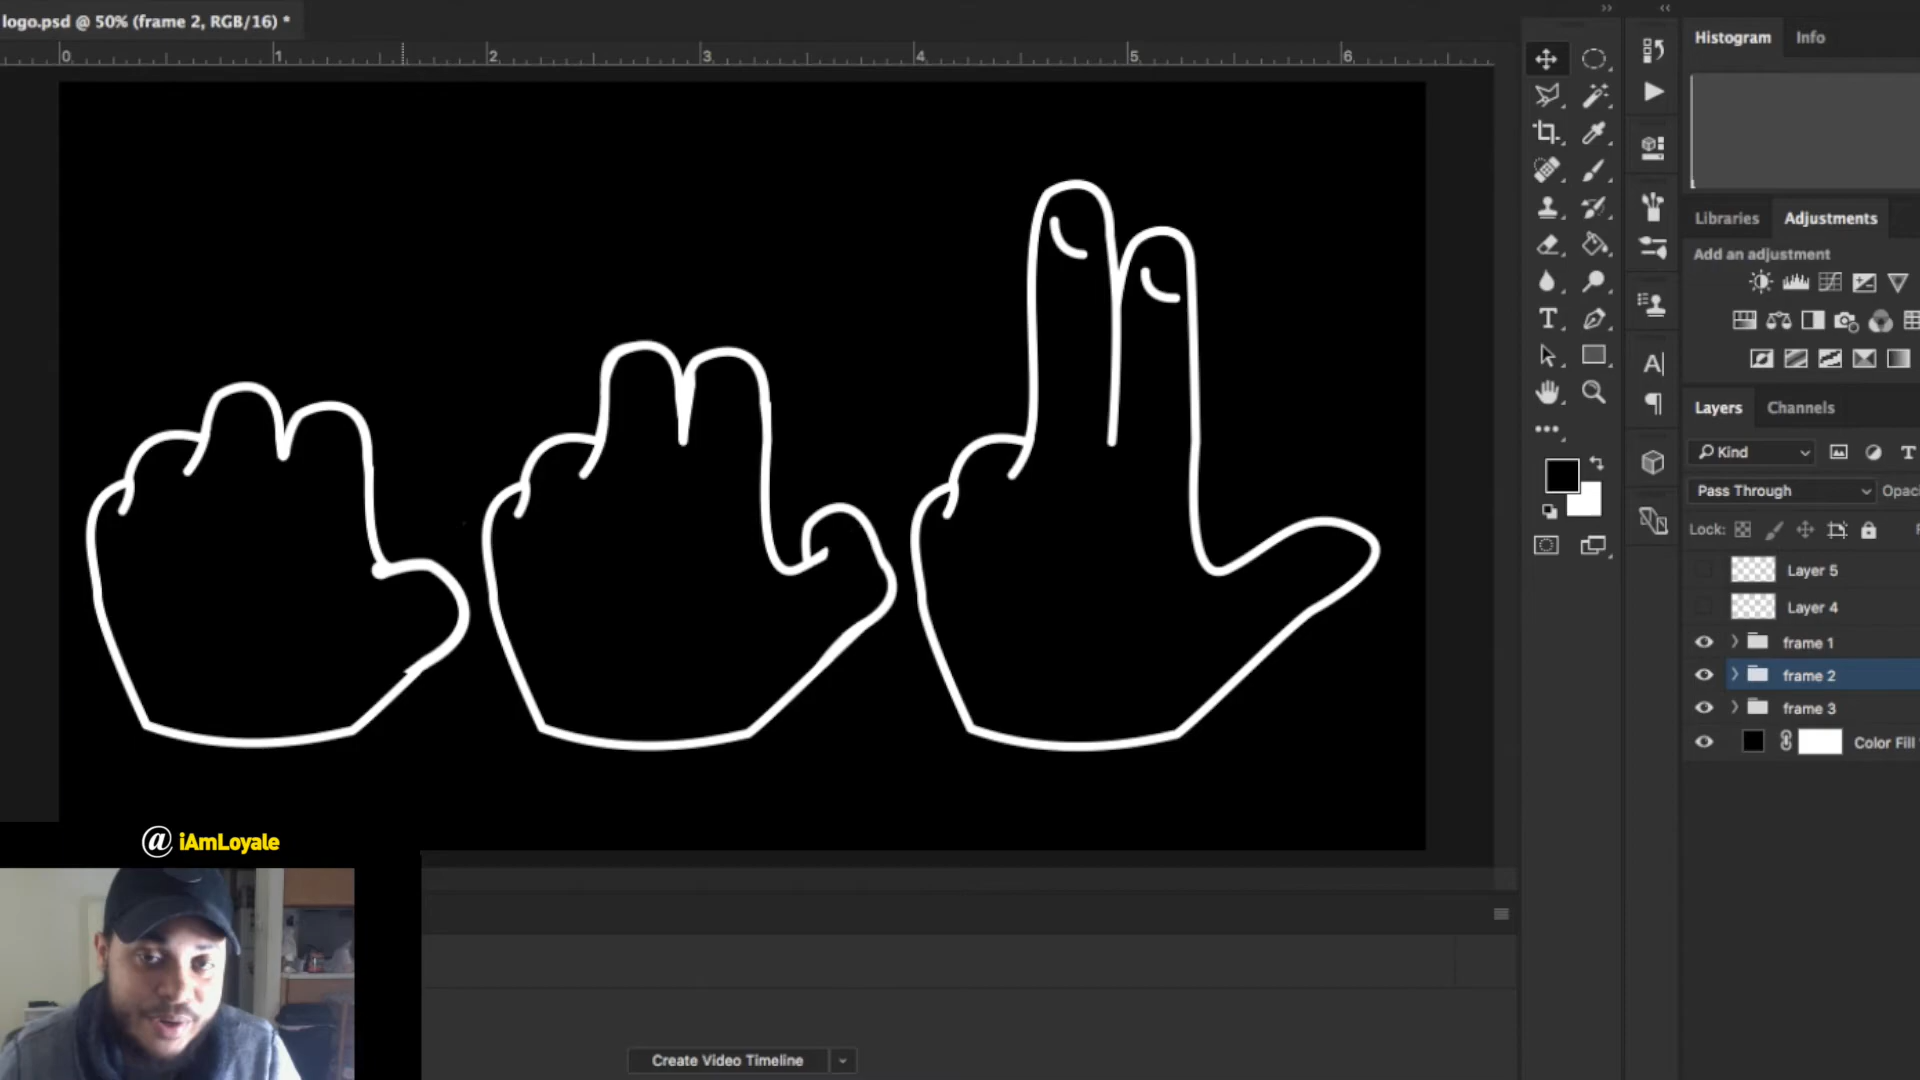 logo.psd @ 50% (frame 2, RGB/16) *
0 1 2 3 4 5 6
Histogram Info
Libraries Adjustments
Add an adjustment
Layers Channels
Kind
Pass Through Opaci
Lock:
Layer 5
Layer 4
frame 1
frame 2
frame 3
Color Fill
@ iAmLoyale
Create Video Timeline